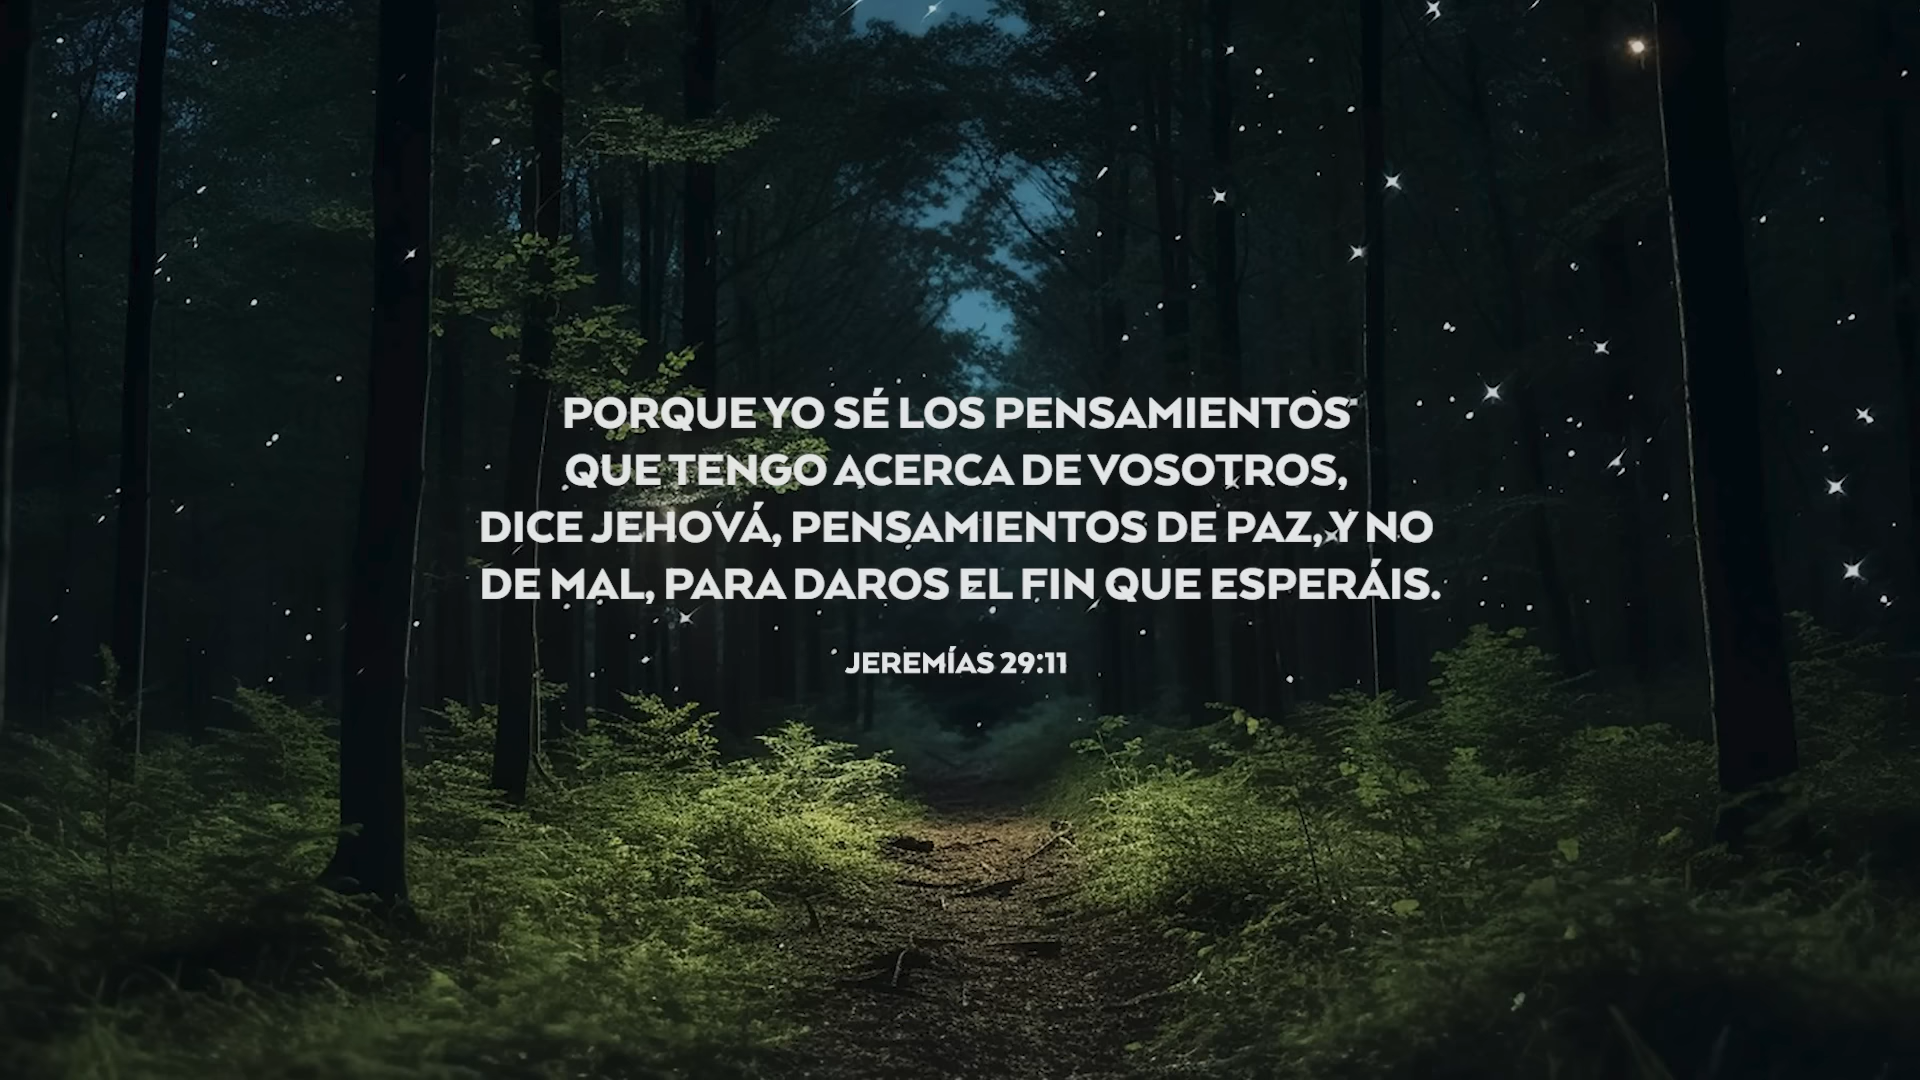 PORQUE YO SÉ LOS PENSAMIENTOS
QUE TENGO ACERCA DE VOSOTROS,
DICE JEHOVÁ, PENSAMIENTOS DE PAZ, Y NO
DE MAL, PARA DAROS EL FIN QUE ESPERÁIS.
JEREMÍAS 29:11